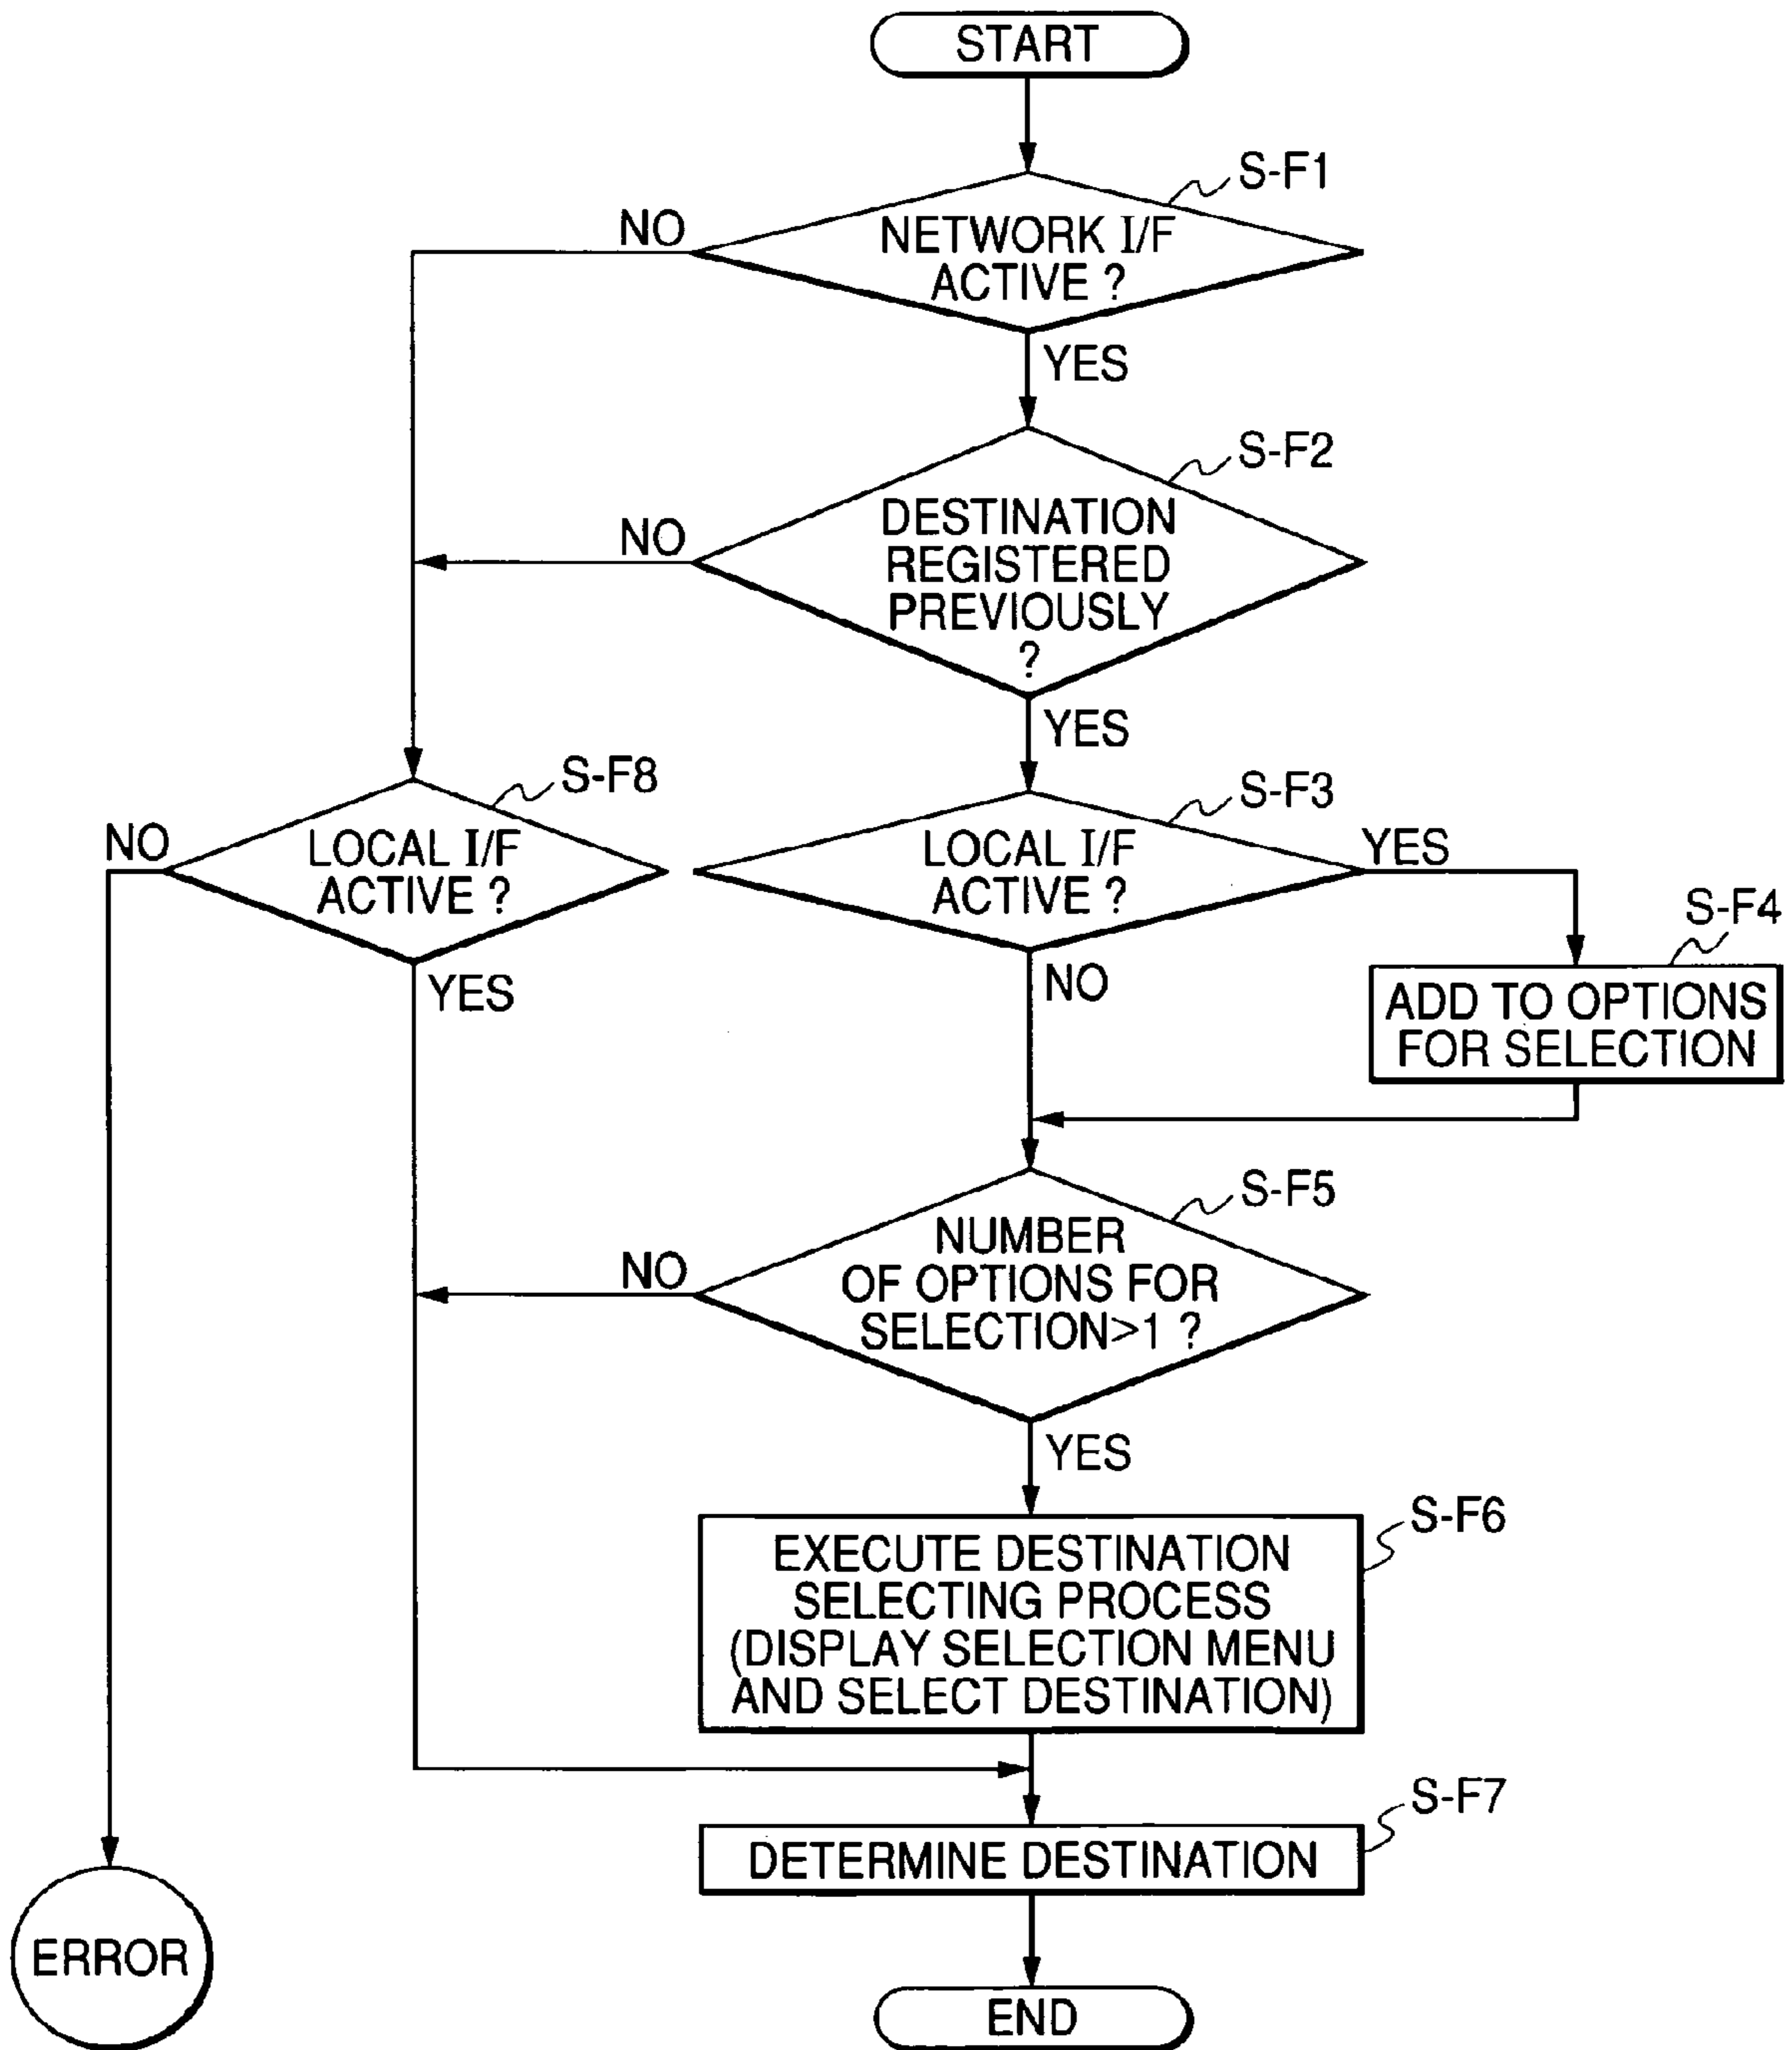 START
S-F1
NO
NETWORK I/F
ACTIVE ?
YES
S-F2
NO
DESTINATION
REGISTERED
PREVIOUSLY
?
YES
S-F8
S-F3
NO
LOCAL I/F
ACTIVE ?
LOCAL I/F
ACTIVE ?
YES
S-F4
YES
NO
ADD TO OPTIONS
FOR SELECTION
S-F5
NO
NUMBER
OF OPTIONS FOR
SELECTION>1 ?
YES
S-F6
EXECUTE DESTINATION
SELECTING PROCESS
(DISPLAY SELECTION MENU
AND SELECT DESTINATION)
S-F7
DETERMINE DESTINATION
ERROR
END